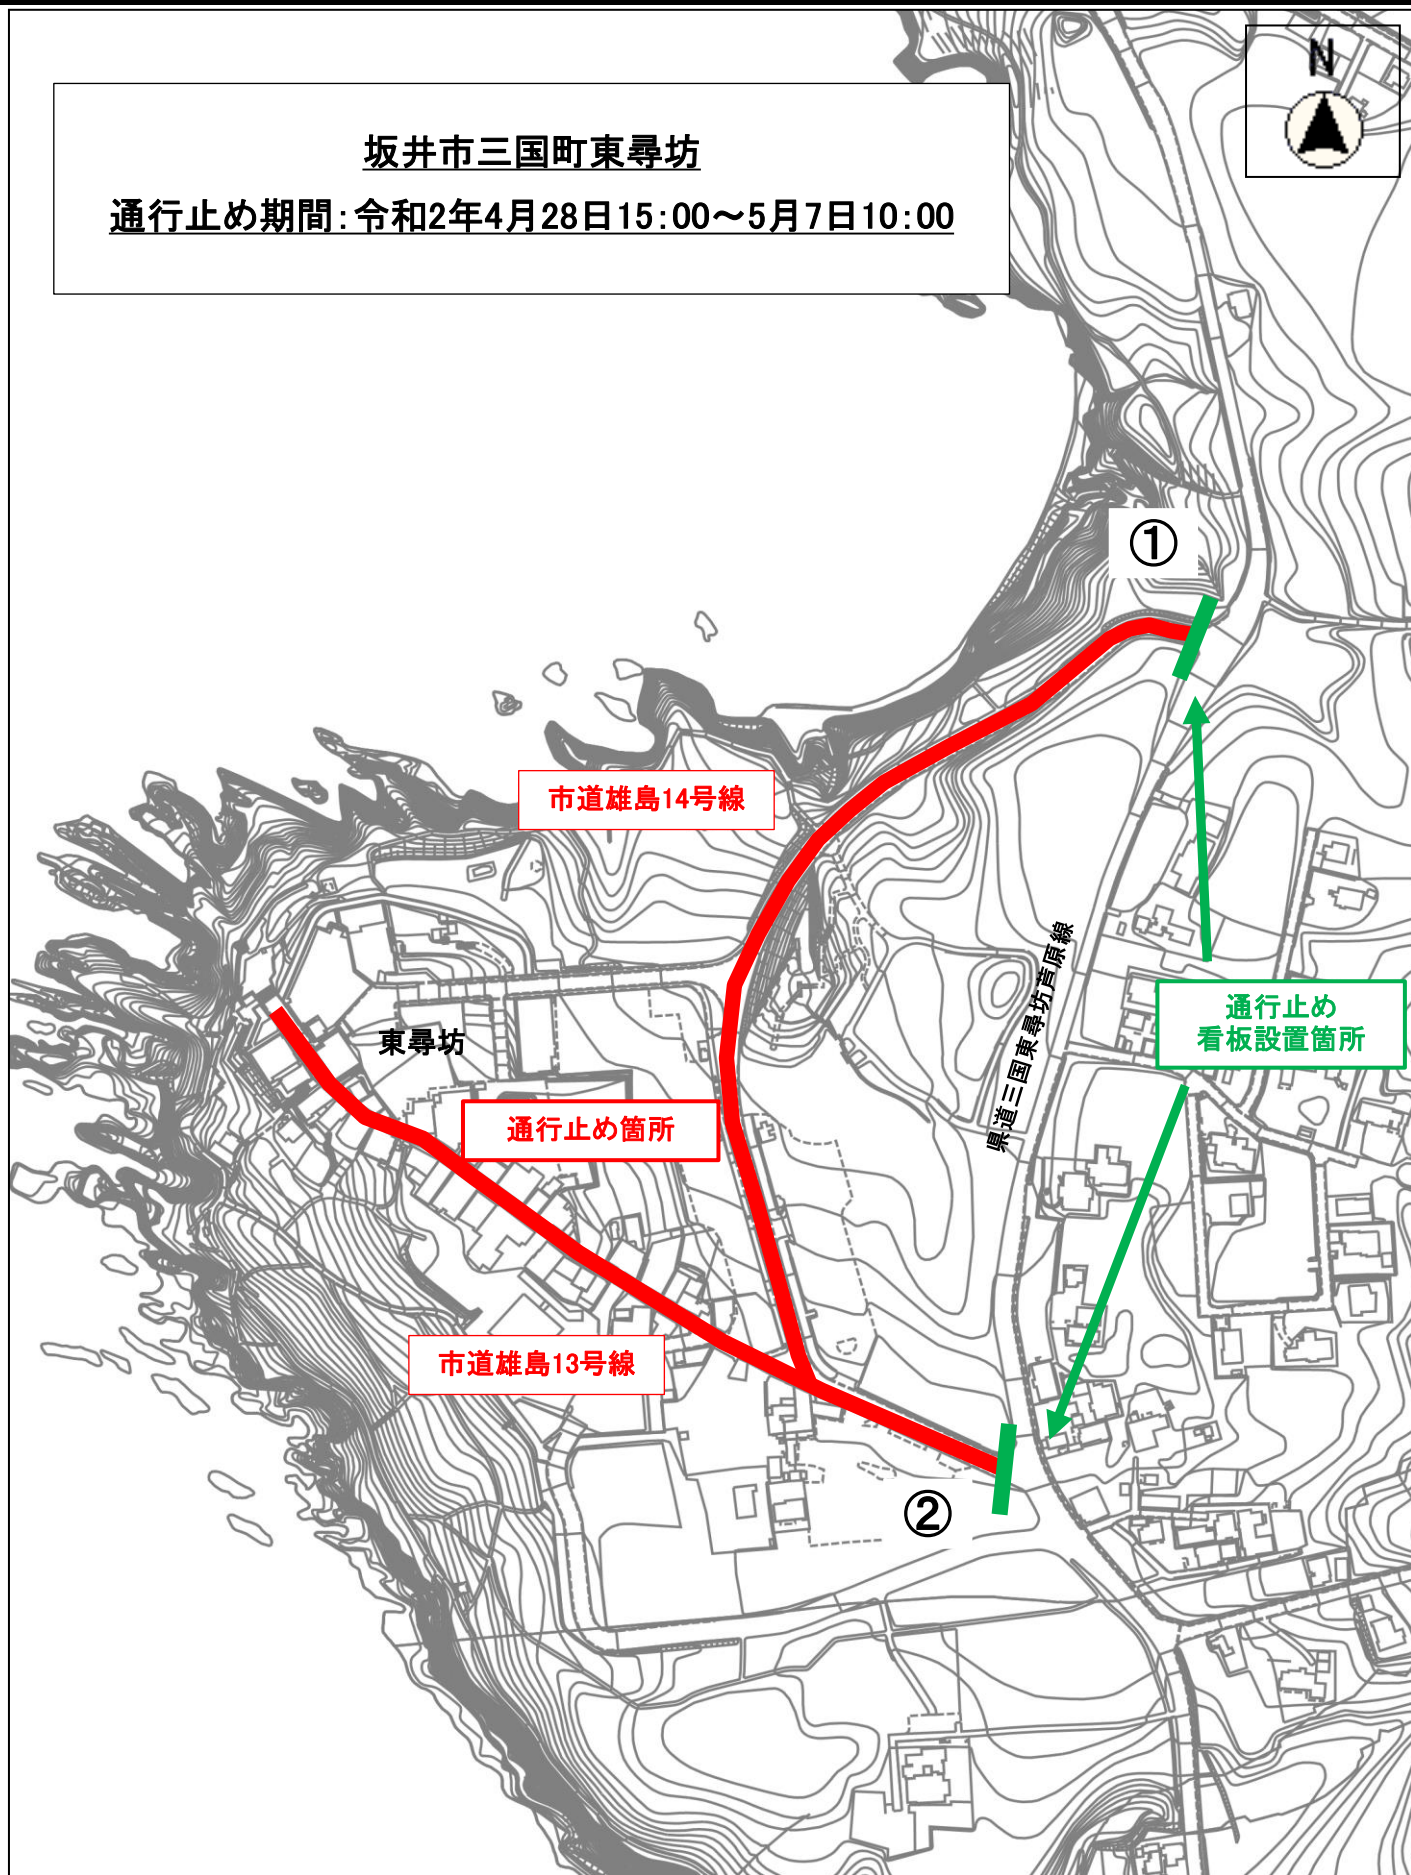 坂井市三国町東尋坊
通行止め期間:令和2年4月28日15:00～5月7日10:00
N
①
市道雄島14号線
県道三国東尋坊芦原線
通行止め
看板設置箇所
東尋坊
通行止め箇所
市道雄島13号線
②